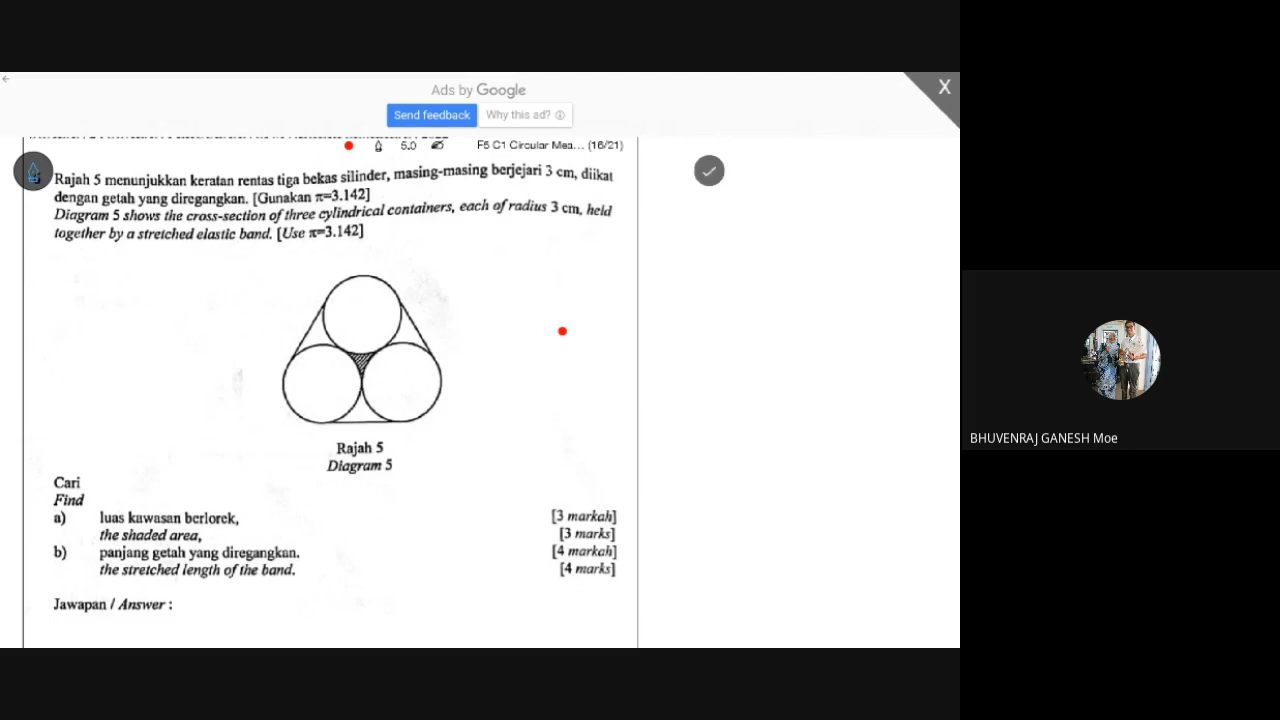 Ads by Google
X
Send feedback
Why this ad?
5.0
F5 C1 Circular Mea... (16/21)
Rajah 5 menunjukkan keratan rentas tiga bekas silinder, masing-masing berjejari 3 cm, diikat
dengan getah yang diregangkan. [Gunakan π=3.142]
Diagram 5 shows the cross-section of three cylindrical containers, each of radius 3 cm, held
together by a stretched elastic band. [Use π=3.142]
Rajah 5
Diagram 5
Cari
Find
a) luas kawasan berlorek, [3 markah]
the shaded area, [3 marks]
b) panjang getah yang diregangkan. [4 markah]
the stretched length of the band. [4 marks]
Jawapan / Answer :
BHUVENRAJ GANESH Moe